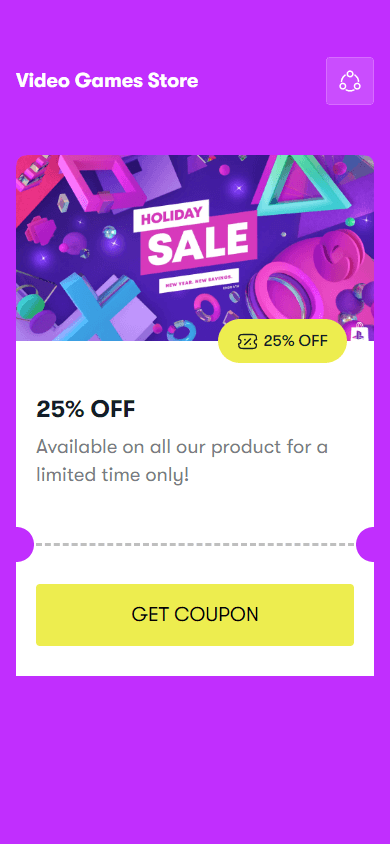 Video Games Store
HOLIDAY
SALE
NEW YEAR. NEW SAVINGS.
25% OFF
25% OFF
Available on all our product for a
limited time only!
GET COUPON